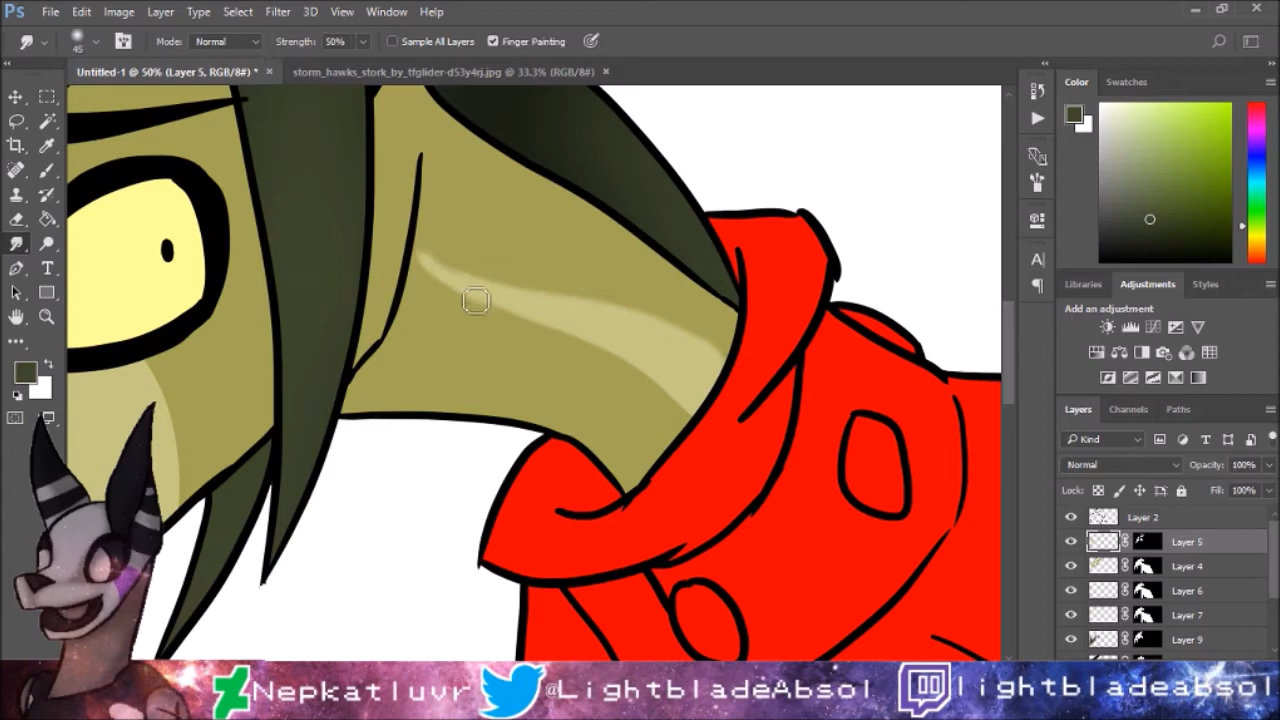 Ps File Edit Image Layer Type Select Filter 3D View Window Help
45 Mode: Normal Strength: 50% Sample All Layers Finger Painting
Untitled-1 @ 50% (Layer 5, RGB/8#) * × storm_hawks_stork_by_tfglider-d53y4rj.jpg @ 33.3% (RGB/8#) ×
Color Swatches
Libraries Adjustments Styles
Add an adjustment
Layers Channels Paths
Kind
Normal Opacity: 100%
Lock: Fill: 100%
Layer 2
Layer 5
Layer 4
Layer 6
Layer 7
Layer 9
Nepkatluvr @LightbladeAbsol lightbladeabsol